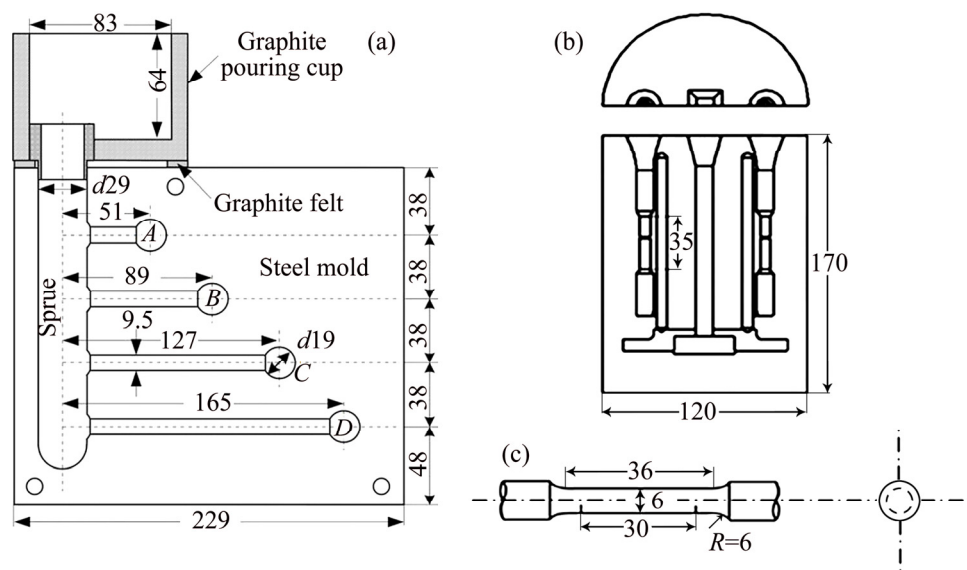 83
(a)
Graphite
pouring cup
64
d29
Graphite felt
51
A
38
Steel mold
89
B
38
Sprue
9.5
127
d19
C
38
165
D
38
48
229
(b)
35
170
120
(c)
36
6
30
R=6